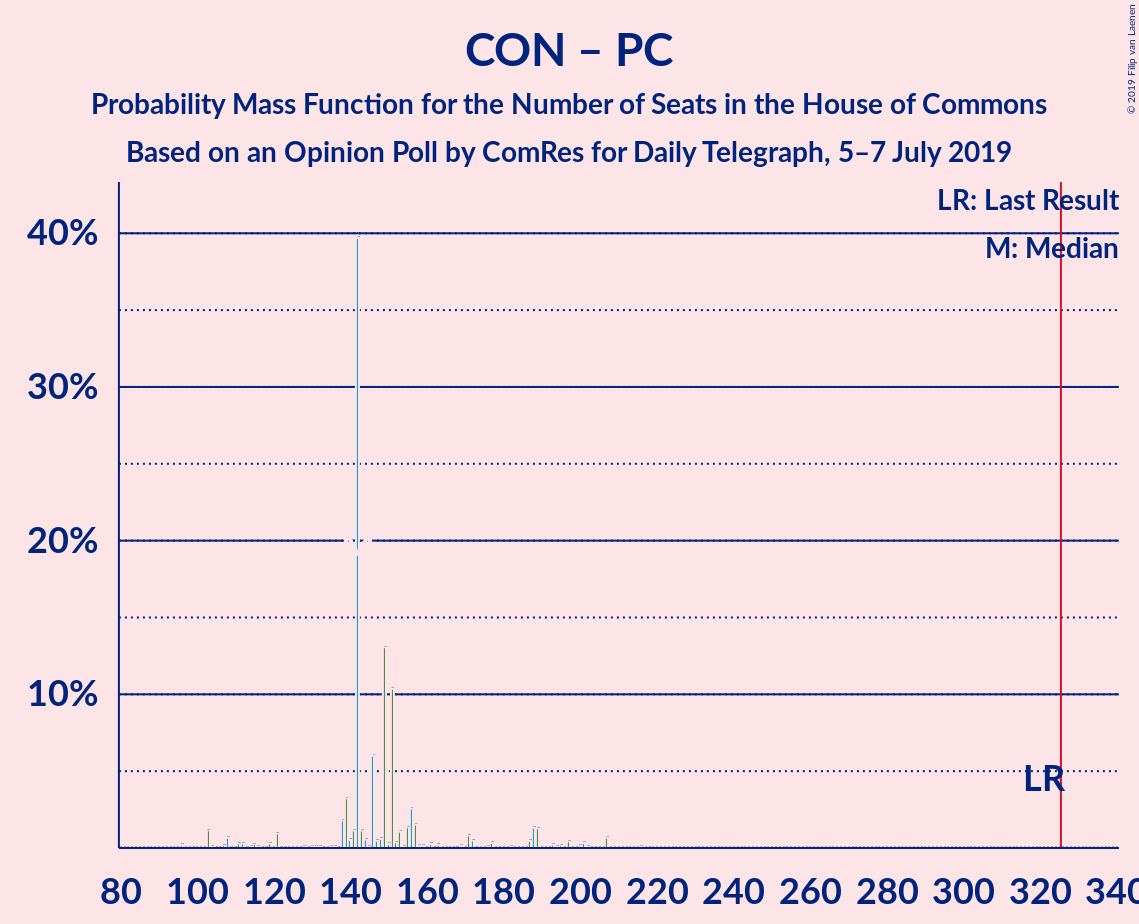 CON – PC
Probability Mass Function for the Number of Seats in the House of Commons
Based on an Opinion Poll by ComRes for Daily Telegraph, 5–7 July 2019
© 2019 Filip van Laenen
LR: Last Result
M: Median
40%
30%
20%
10%
LR
80 100 120 140 160 180 200 220 240 260 280 300 320 340